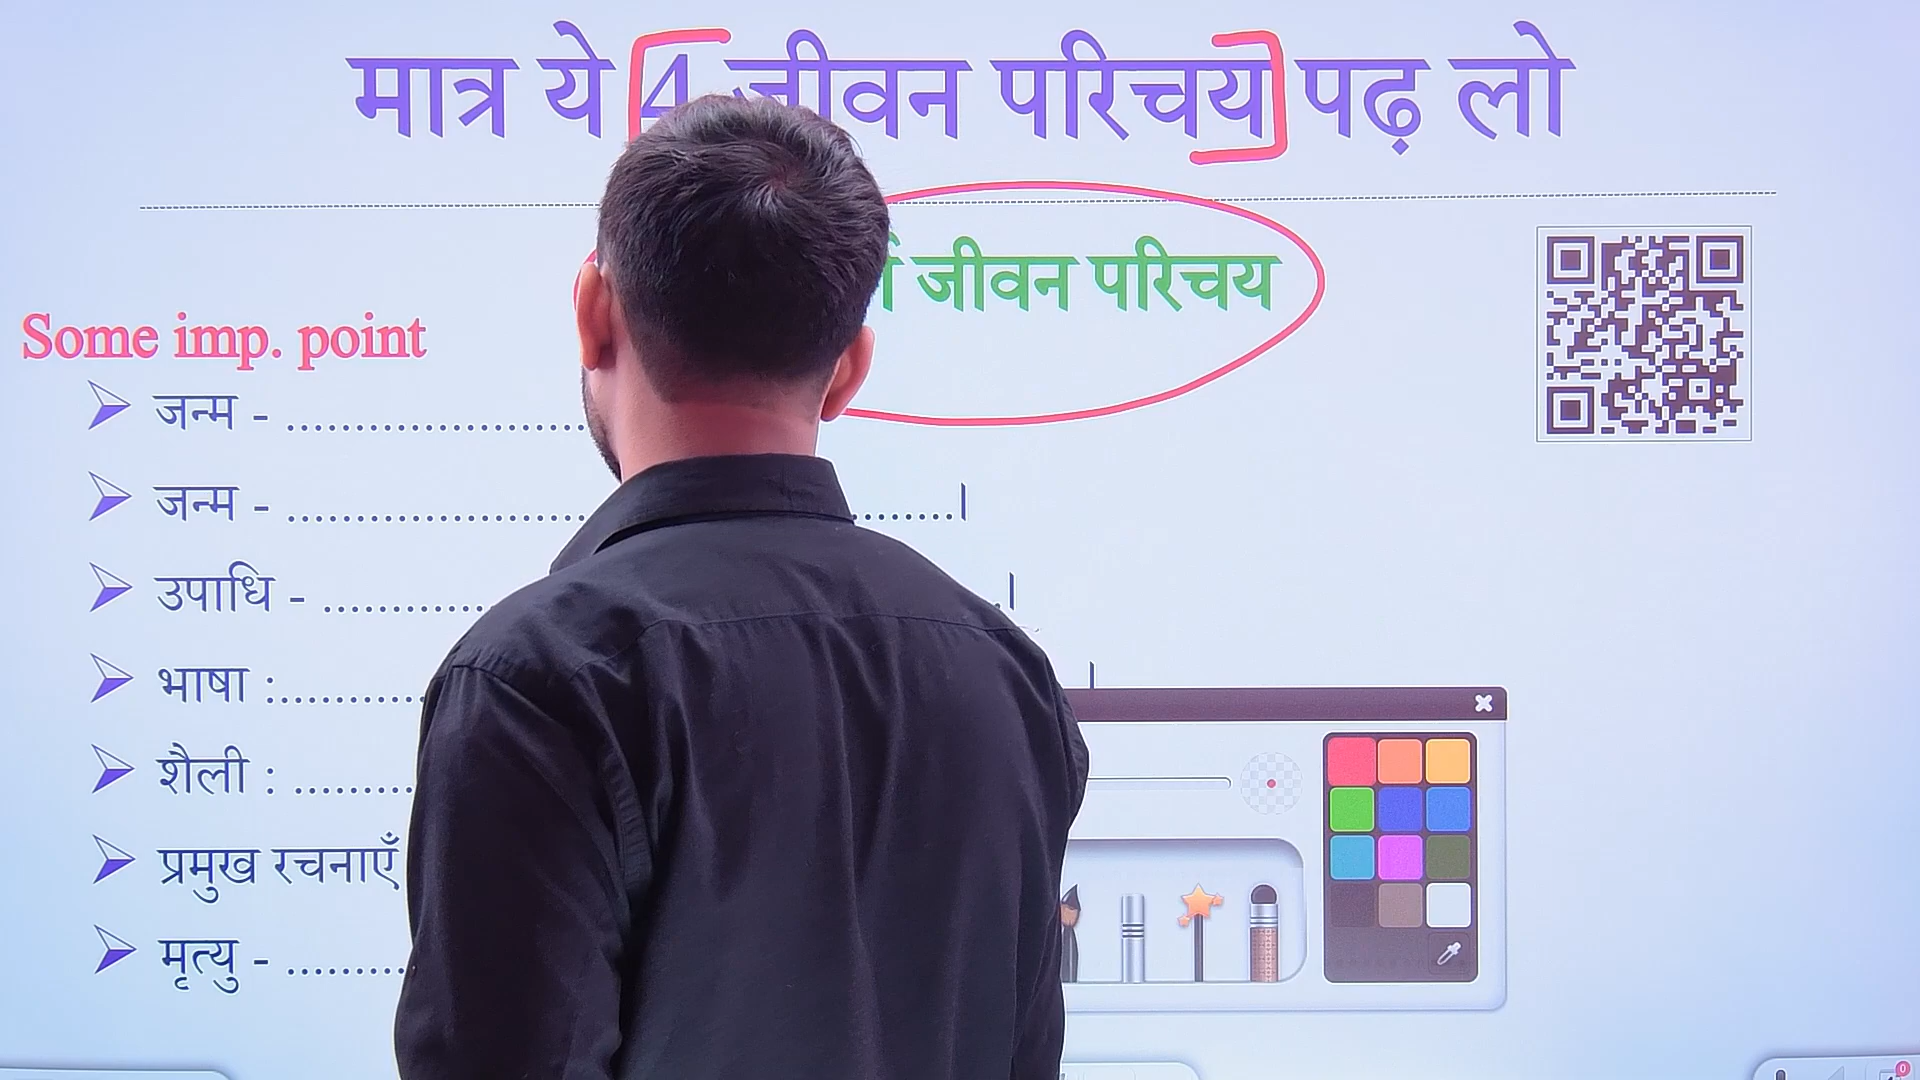 मात्र ये 4 जीवन परिचय पढ़ लो
जीवन परिचय
Some imp. point
जन्म - ..........................
जन्म - ...................................................।
उपाधि - ...................................................।
भाषा :............।
शैली : ...........
प्रमुख रचनाएँ
मृत्यु - ...........